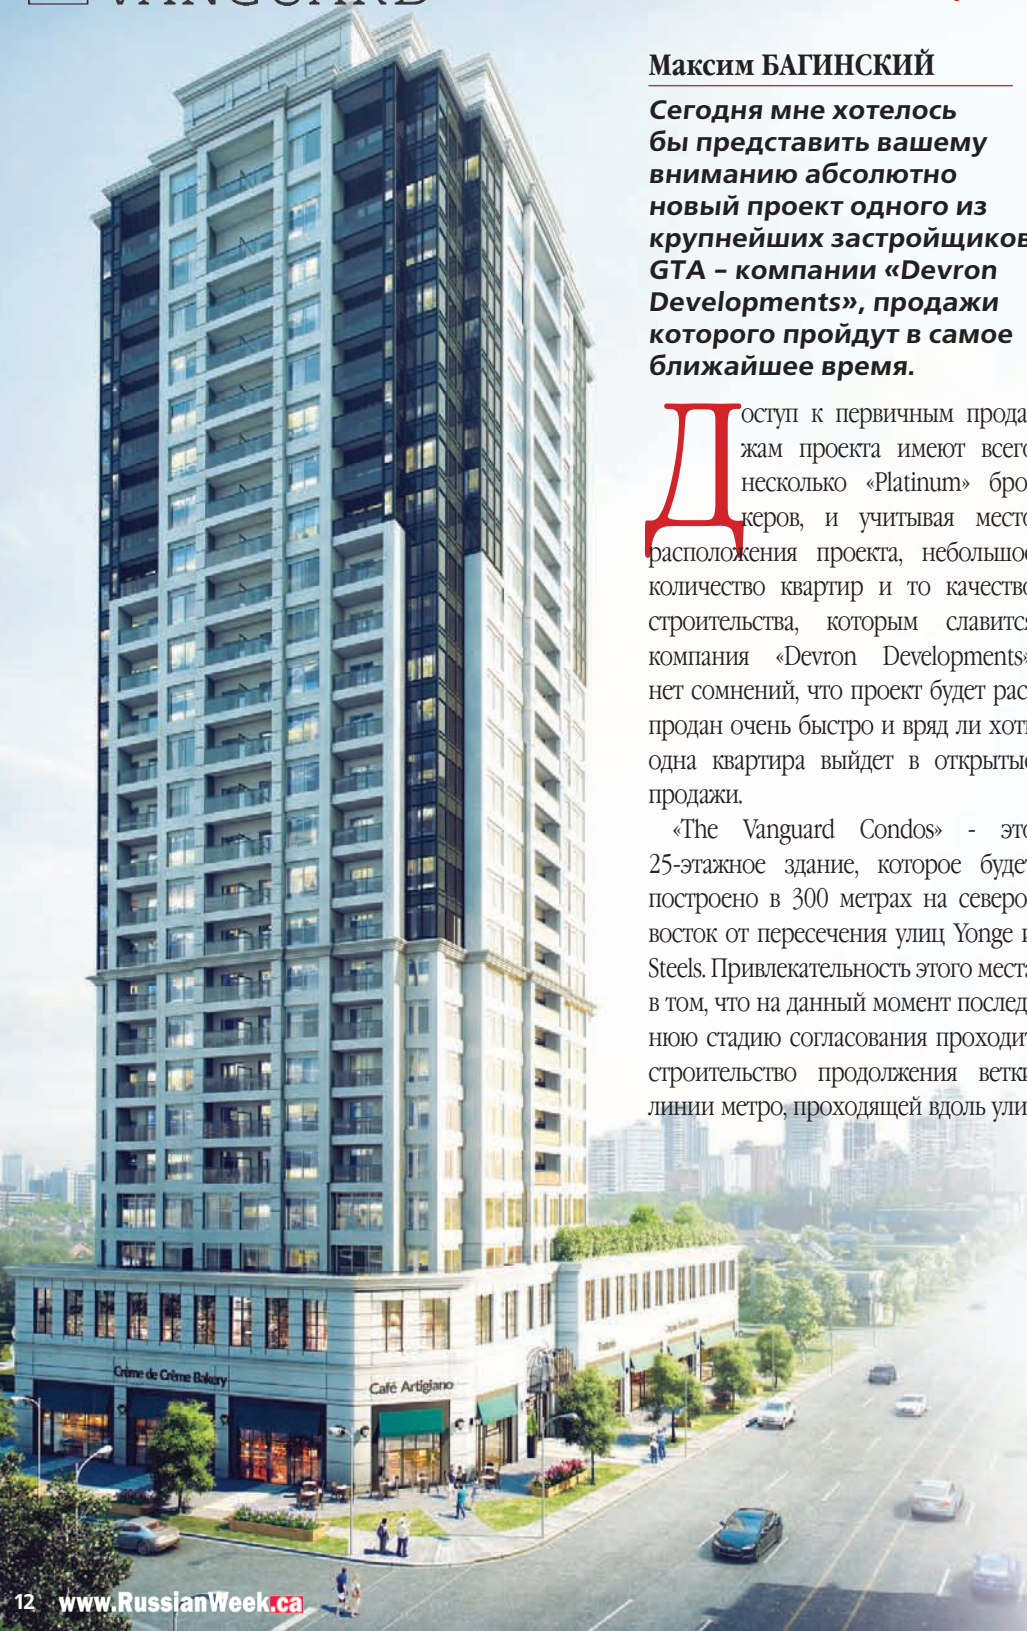 VANGUARD
Максим БАГИНСКИЙ
Сегодня мне хотелось
бы представить вашему
вниманию абсолютно
новый проект одного из
крупнейших застройщиков
GTA – компании «Devron
Developments», продажи
которого пройдут в самое
ближайшее время.
Доступ к первичным прода
жам проекта имеют всего
несколько «Platinum» бро
керов, и учитывая место
расположения проекта, небольшое
количество квартир и то качество
строительства, которым славится
компания «Devron Developments»
нет сомнений, что проект будет рас
продан очень быстро и вряд ли хоть
одна квартира выйдет в открытые
продажи.
«The Vanguard Condos» - это
25-этажное здание, которое будет
построено в 300 метрах на северо
восток от пересечения улиц Yonge и
Steels. Привлекательность этого места
в том, что на данный момент послед
нюю стадию согласования проходит
строительство продолжения ветки
линии метро, проходящей вдоль ули
Crème de Crème Bakery
Café Artigiano
12 www.RussianWeek.ca